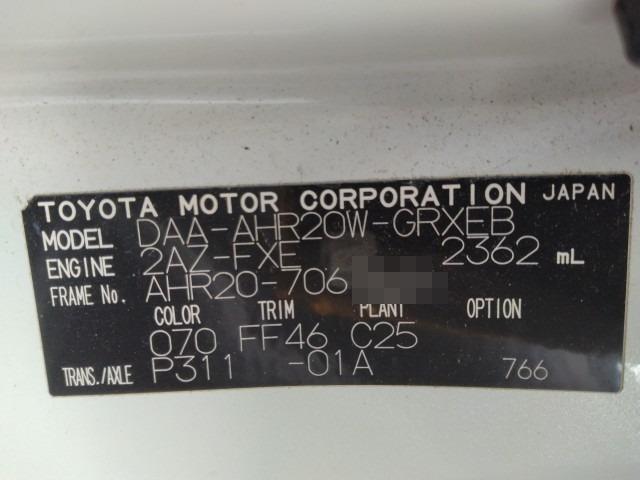 TOYOTA MOTOR CORPORATION JAPAN
MODEL DAA-AHR20W-GRXEB
ENGINE 2AZ-FXE 2362 mL
FRAME No. AHR20-706
COLOR TRIM PLANT OPTION
070 FF46 C25
TRANS./AXLE P311 -01A 766